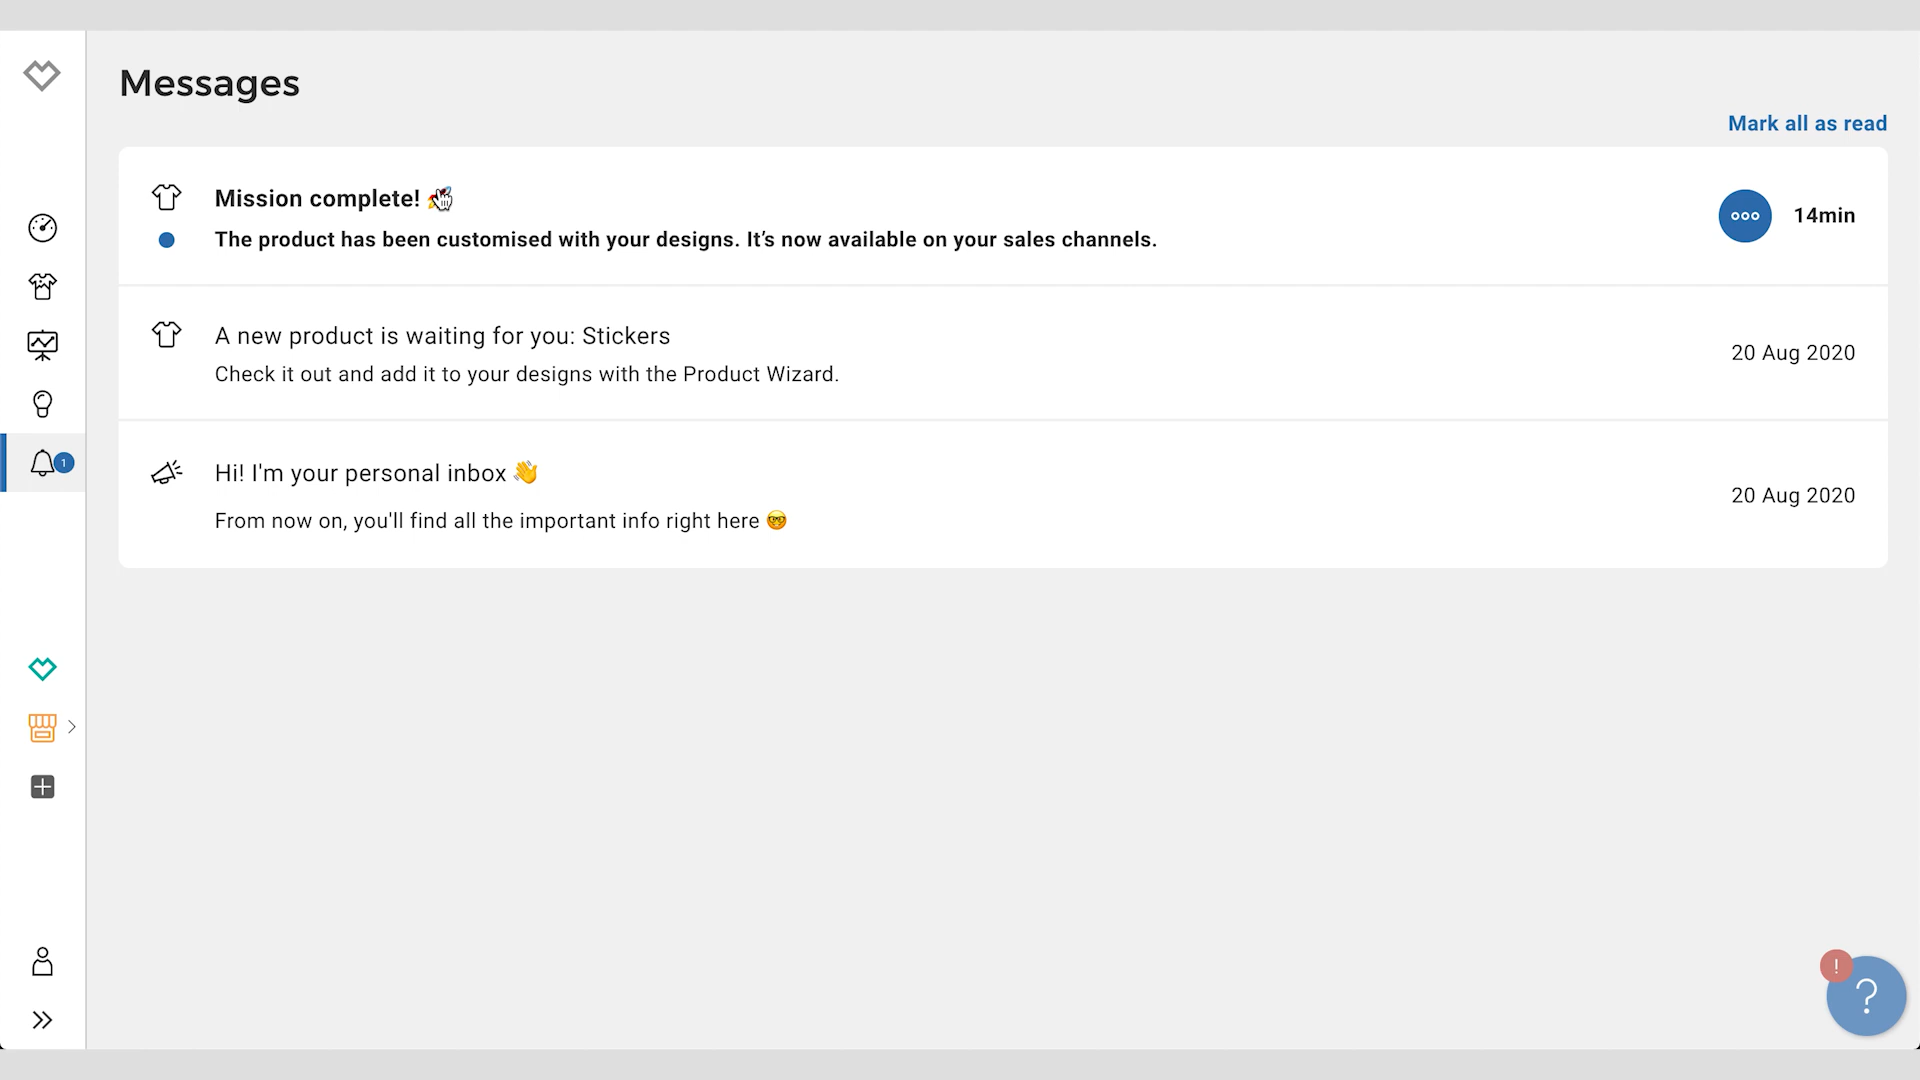 Messages
Mark all as read
Mission complete! 🚀
14min
The product has been customised with your designs. It’s now available on your sales channels.
A new product is waiting for you: Stickers
20 Aug 2020
Check it out and add it to your designs with the Product Wizard.
1
Hi! I'm your personal inbox 👋
20 Aug 2020
From now on, you'll find all the important info right here 🤓
!
?